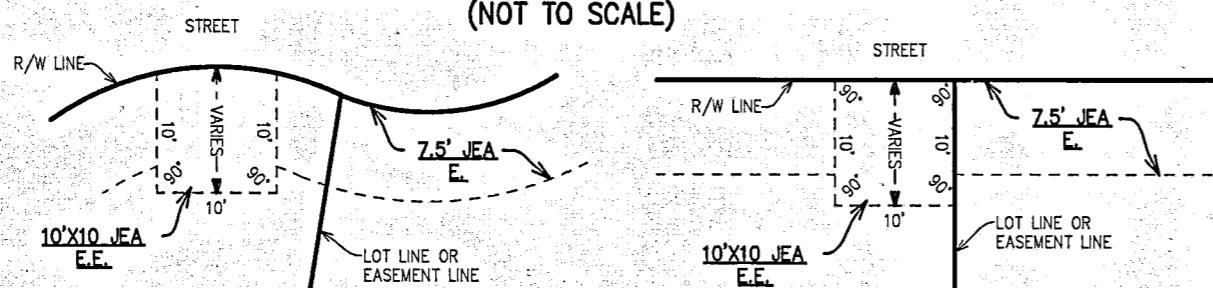 (NOT TO SCALE)
STREET
R/W LINE
10'
VARIES
10'
90°
90°
10'
7.5' JEA
E.
10'X10 JEA
E.E.
LOT LINE OR
EASEMENT LINE
STREET
R/W LINE
90°
90°
10'
VARIES
10'
90°
90°
10'
7.5' JEA
E.
10'X10 JEA
E.E.
LOT LINE OR
EASEMENT LINE